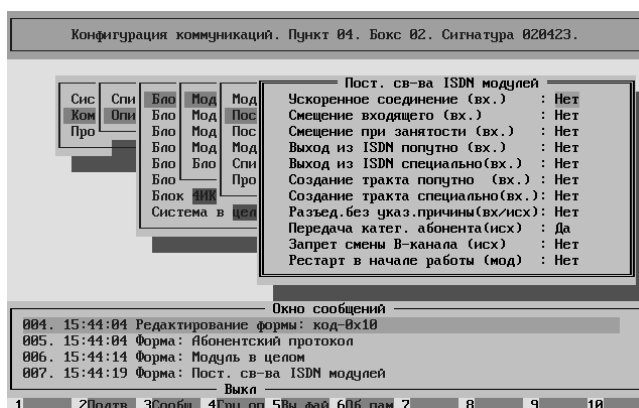 Конфигурация коммуникаций. Пункт 04. Бокс 02. Сигнатура 020423.
Пост. св-ва ISDN модулей
Сис Спи Бло Мод Мод Ускоренное соединение (вх.) : Нет
Ком Опи Бло Мод Пос Смещение входящего (вх.) : Нет
Про Бло Мод Пос Смещение при занятости (вх.) : Нет
Бло Мод Мод Выход из ISDN попутно (вх.) : Нет
Бло Бло Спи Выход из ISDN специально(вх.) : Нет
Бло Про Создание тракта попутно (вх.) : Нет
Блок 4ИК Создание тракта специально(вх.): Нет
Система в цел Разъед.без указ.причины(вх/исх): Нет
Передача катег. абонента(исх) : Да
Запрет смены В-канала (исх) : Нет
Рестарт в начале работы (мод) : Нет
Окно сообщений
004. 15:44:04 Редактирование формы: код-0x10
005. 15:44:04 Форма: Абонентский протокол
006. 15:44:14 Форма: Модуль в целом
007. 15:44:19 Форма: Пост. св-ва ISDN модулей
Выкл
1 2Подтв 3Сообщ 4Гру оп 5Вы фай 6Об пам 7 8 9 10